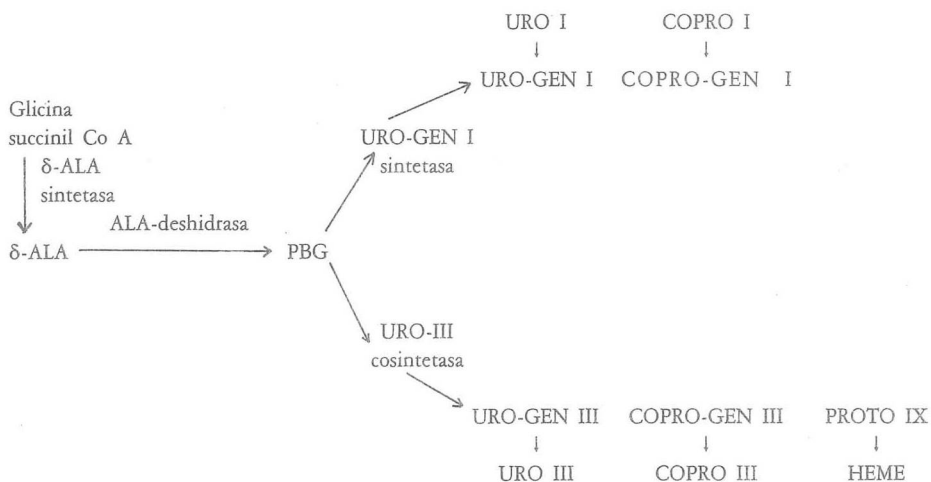 URO I COPRO I
URO-GEN I COPRO-GEN I
Glicina
succinil Co A
δ-ALA
sintetasa
URO-GEN I
sintetasa
ALA-deshidrasa
δ-ALA PBG
URO-III
cosintetasa
URO-GEN III COPRO-GEN III PROTO IX
URO III COPRO III HEME